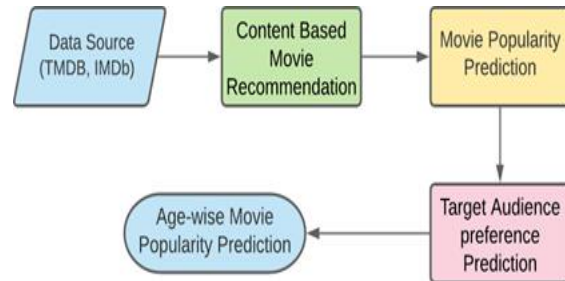 Data Source
(TMDB, IMDb)
Content Based
Movie
Recommendation
Movie Popularity
Prediction
Target Audience
preference
Prediction
Age-wise Movie
Popularity Prediction